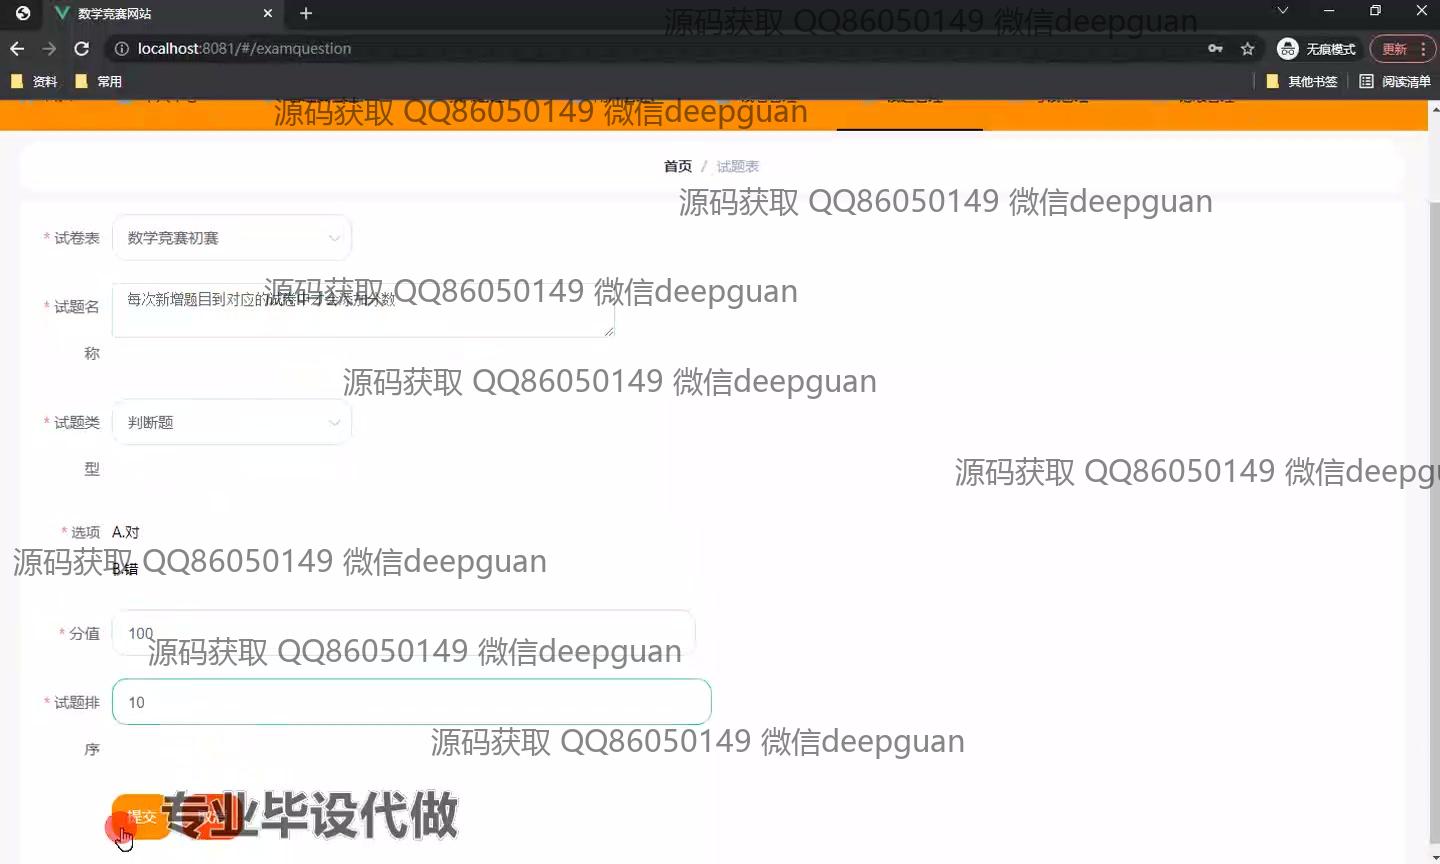 数学竞赛网站
源码获取 QQ86050149 微信deepguan
localhost:8081/#/examquestion
无痕模式
更新
资料
常用
其他书签
阅读清单
源码获取 QQ86050149 微信deepguan
首页 / 试题表
源码获取 QQ86050149 微信deepguan
* 试卷表
数学竞赛初赛
源码获取 QQ86050149 微信deepguan
* 试题名称
每次新增题目到对应的试卷中才会添加分数
源码获取 QQ86050149 微信deepguan
* 试题类型
判断题
源码获取 QQ86050149 微信deepgu
* 选项
A.对
B.错
源码获取 QQ86050149 微信deepguan
* 分值
100
源码获取 QQ86050149 微信deepguan
* 试题排序
10
源码获取 QQ86050149 微信deepguan
提交
专业毕设代做